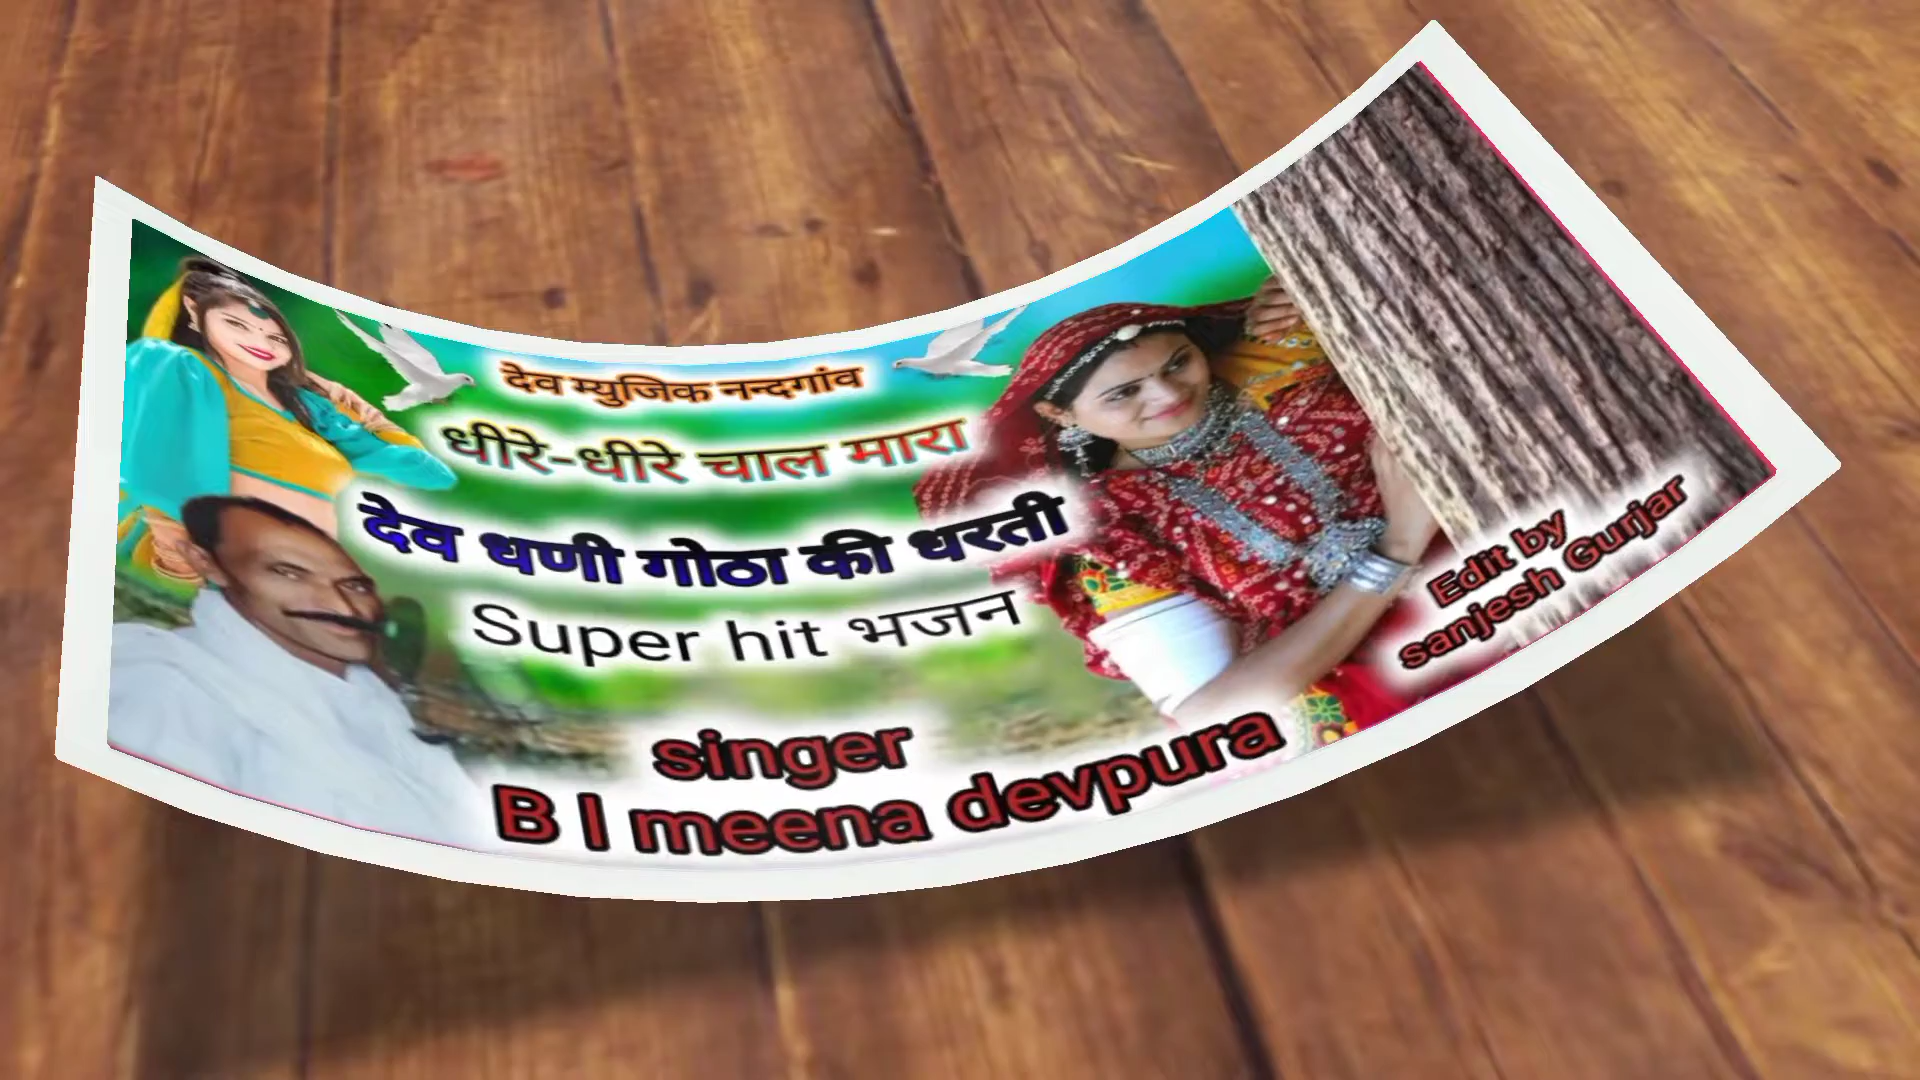 देव म्युजिक नन्दगांव
धीरे-धीरे चाल मारा
देव धणी गोठा की धरती
Super hit भजन
singer
B l meena devpura
Edit by
sanjesh Gurjar